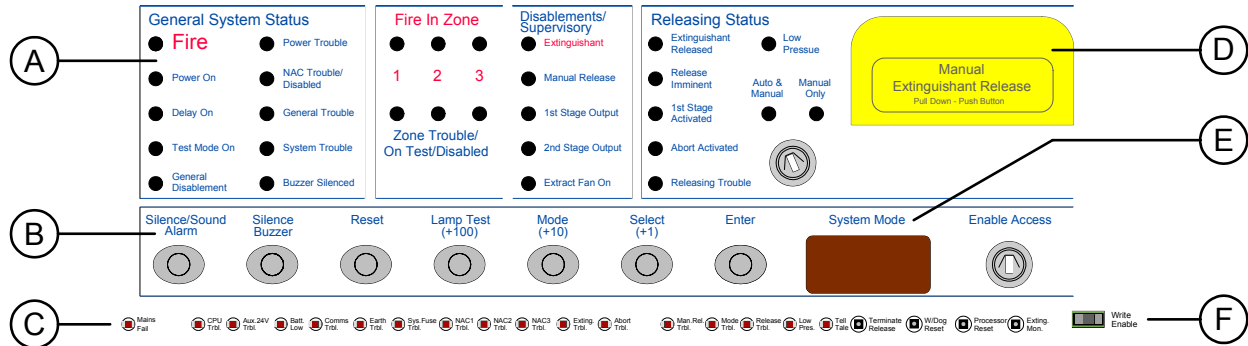 General System Status
Fire
Power Trouble
Power On
NAC Trouble/
Disabled
Delay On
General Trouble
Test Mode On
System Trouble
General
Disablement
Buzzer Silenced
Fire In Zone
1 2 3
Zone Trouble/
On Test/Disabled
Disablements/
Supervisory
Extinguishant
Manual Release
1st Stage Output
2nd Stage Output
Extract Fan On
Releasing Status
Extinguishant
Released
Low
Pressue
Release
Imminent
Auto &
Manual
Manual
Only
1st Stage
Activated
Abort Activated
Releasing Trouble
Manual
Extinguishant Release
Pull Down - Push Button
A
D
E
B
Silence/Sound
Alarm
Silence
Buzzer
Reset
Lamp Test
(+100)
Mode
(+10)
Select
(+1)
Enter
System Mode
Enable Access
C
Mains
Fail
CPU
Trbl.
Aux.24V
Trbl.
Batt.
Low
Comms
Trbl.
Earth
Trbl.
Sys.Fuse
Trbl.
NAC1
Trbl.
NAC2
Trbl.
NAC3
Trbl.
Exting.
Trbl.
Abort
Trbl.
Man.Rel.
Trbl.
Mode
Trbl.
Release
Trbl.
Low
Pres.
Tell
Tale
Terminate
Release
W/Dog
Reset
Processor
Reset
Exting.
Mon.
Write
Enable
F